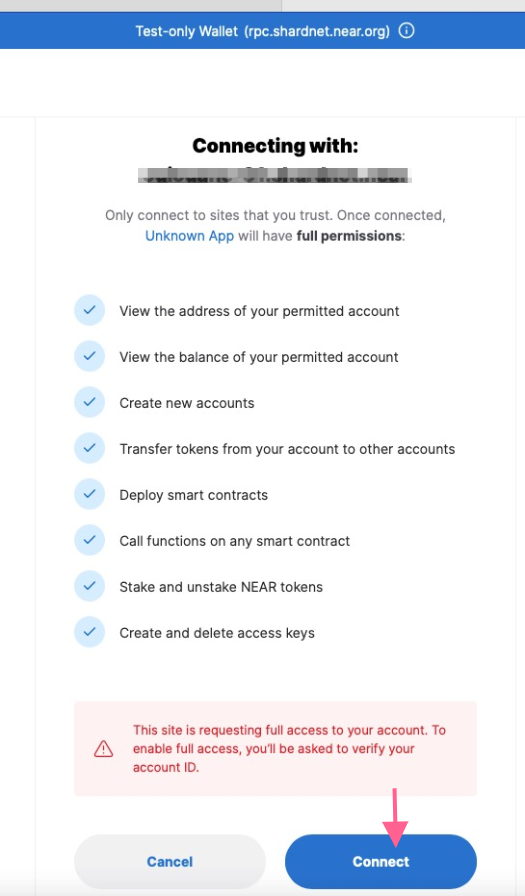 Test-only Wallet (rpc.shardnet.near.org)
Connecting with:
Only connect to sites that you trust. Once connected,
Unknown App will have full permissions:
View the address of your permitted account
View the balance of your permitted account
Create new accounts
Transfer tokens from your account to other accounts
Deploy smart contracts
Call functions on any smart contract
Stake and unstake NEAR tokens
Create and delete access keys
This site is requesting full access to your account. To
enable full access, you'll be asked to verify your
account ID.
Cancel
Connect